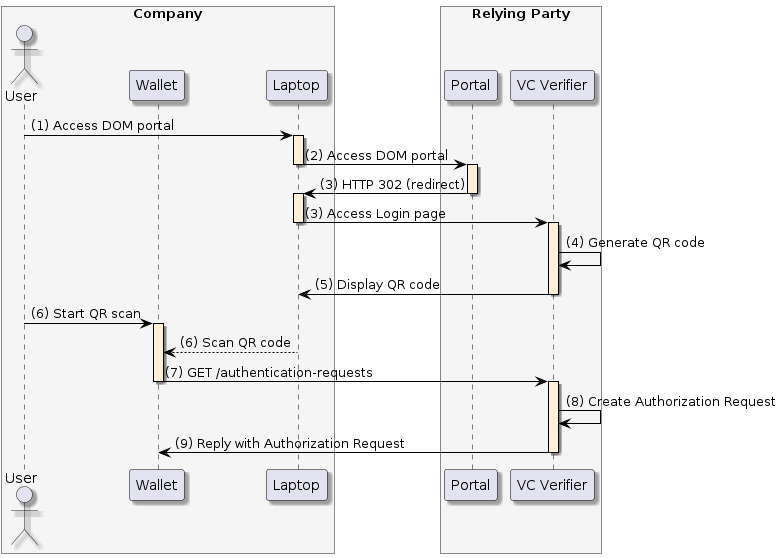 Company
Relying Party
User
Wallet
Laptop
Portal
VC Verifier
(1) Access DOM portal
(2) Access DOM portal
(3) HTTP 302 (redirect)
(3) Access Login page
(4) Generate QR code
(5) Display QR code
(6) Start QR scan
(6) Scan QR code
(7) GET /authentication-requests
(8) Create Authorization Request
(9) Reply with Authorization Request
User
Wallet
Laptop
Portal
VC Verifier